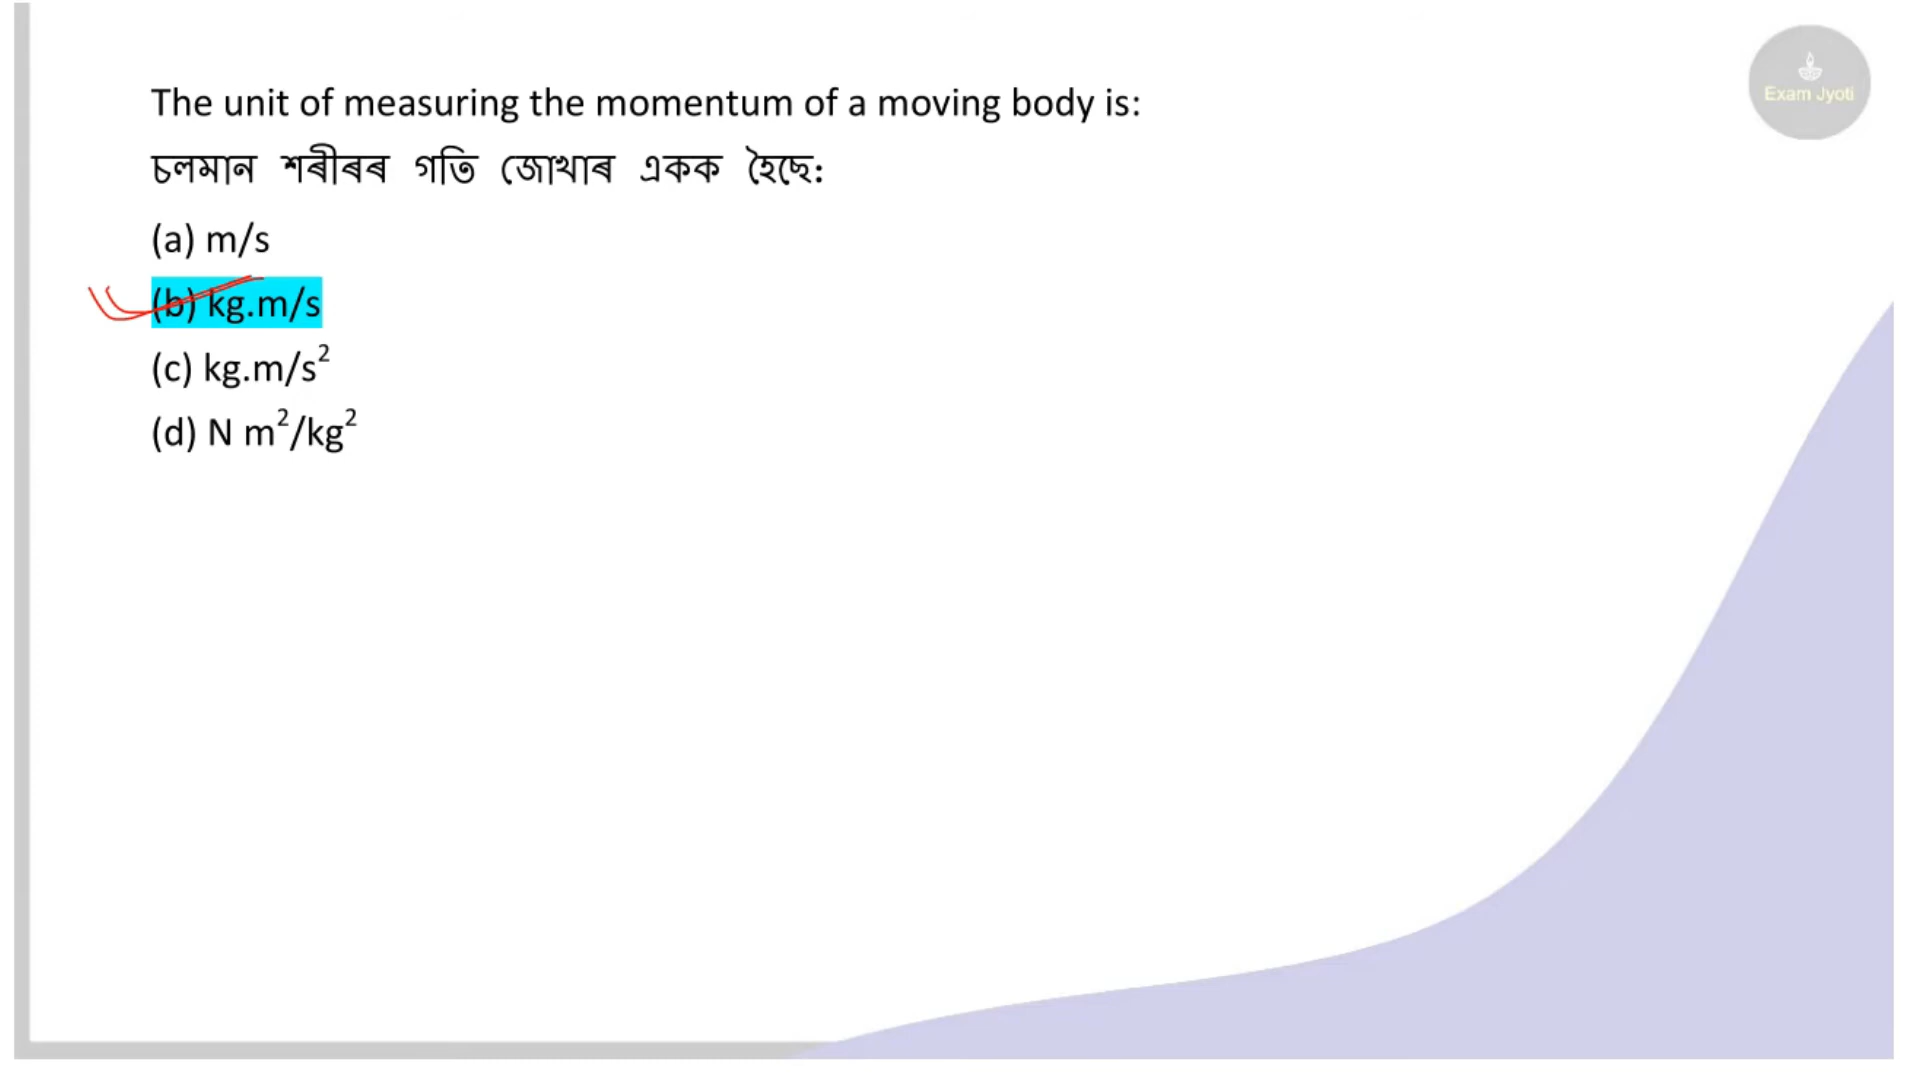 Exam Jyoti
The unit of measuring the momentum of a moving body is:
চলমান শৰীৰৰ গতি জোখাৰ একক হৈছে:
(a) m/s
(b) kg.m/s
(c) kg.m/s²
(d) N m²/kg²